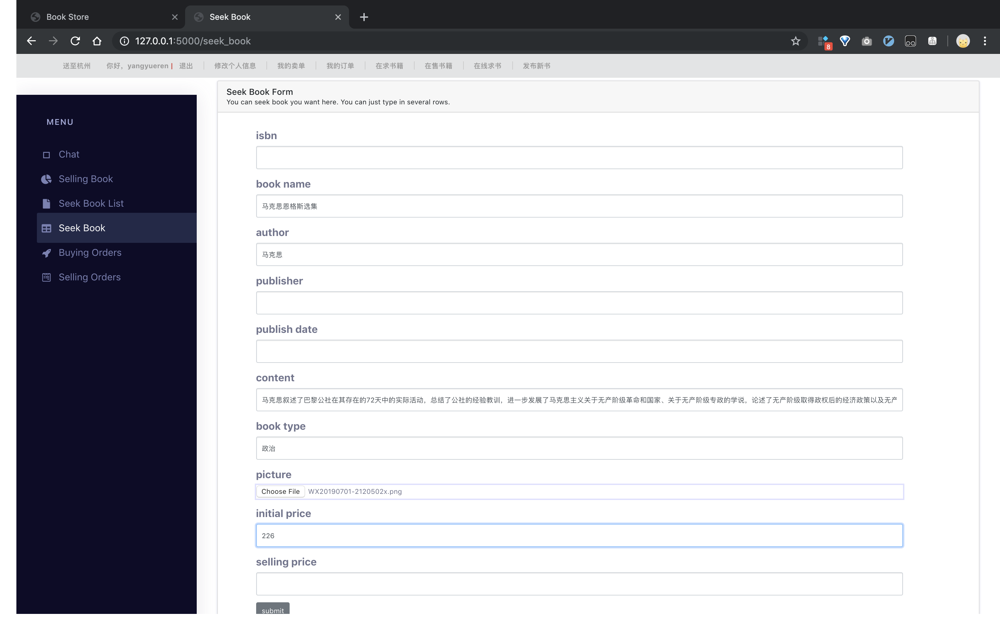 Book Store
Seek Book
127.0.0.1:5000/seek_book
8
送至杭州 你好，yangyueren | 退出 修改个人信息 我的卖单 我的订单 在求书籍 在售书籍 在线求书 发布新书
Seek Book Form
You can seek book you want here. You can just type in several rows.
MENU
Chat
Selling Book
Seek Book List
Seek Book
Buying Orders
Selling Orders
isbn
book name
马克思恩格斯选集
author
马克思
publisher
publish date
content
马克思叙述了巴黎公社在其存在的72天中的实际活动，总结了公社的经验教训，进一步发展了马克思主义关于无产阶级革命和国家、关于无产阶级专政的学说，论述了无产阶级取得政权后的经济政策以及无产
book type
政治
picture
Choose File WX20190701-2120502x.png
initial price
226
selling price
submit